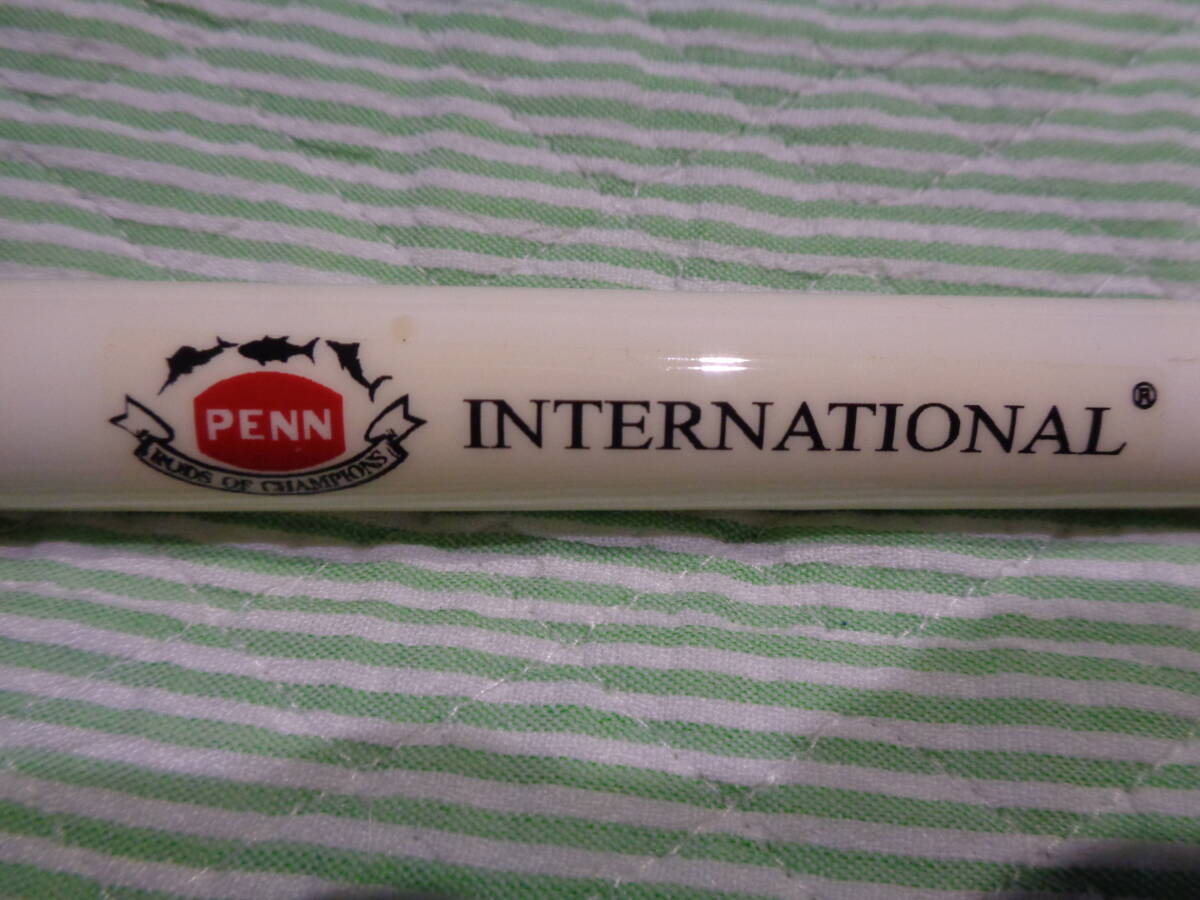 PENN
RODS OF CHAMPIONS
INTERNATIONAL®